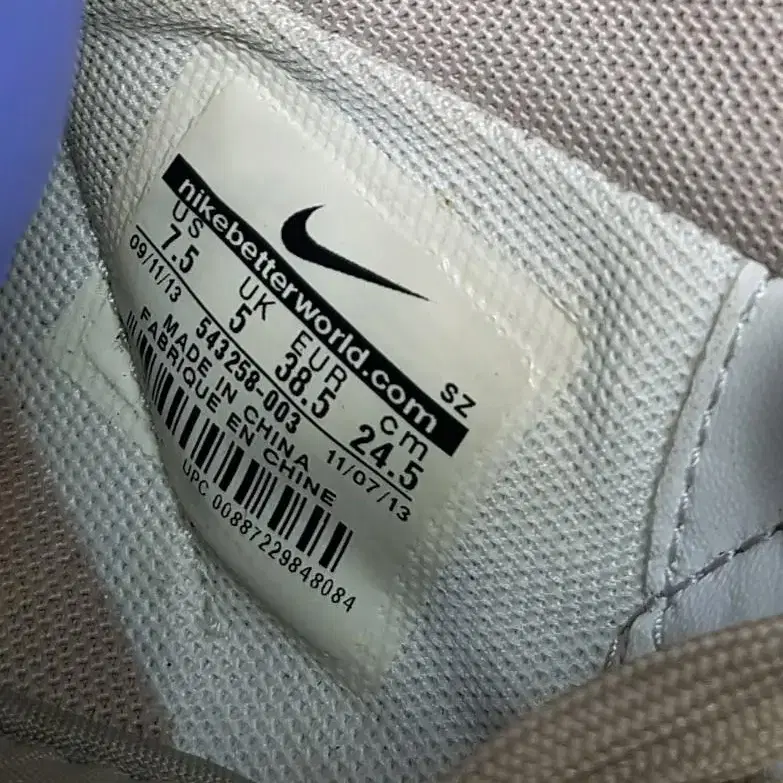 nikebetterworld.com
SZ
US UK EUR cm
7.5 5 38.5 24.5
09/11/13 11/07/13
543258-003
MADE IN CHINA
FABRIQUE EN CHINE
UPC 00887229848084